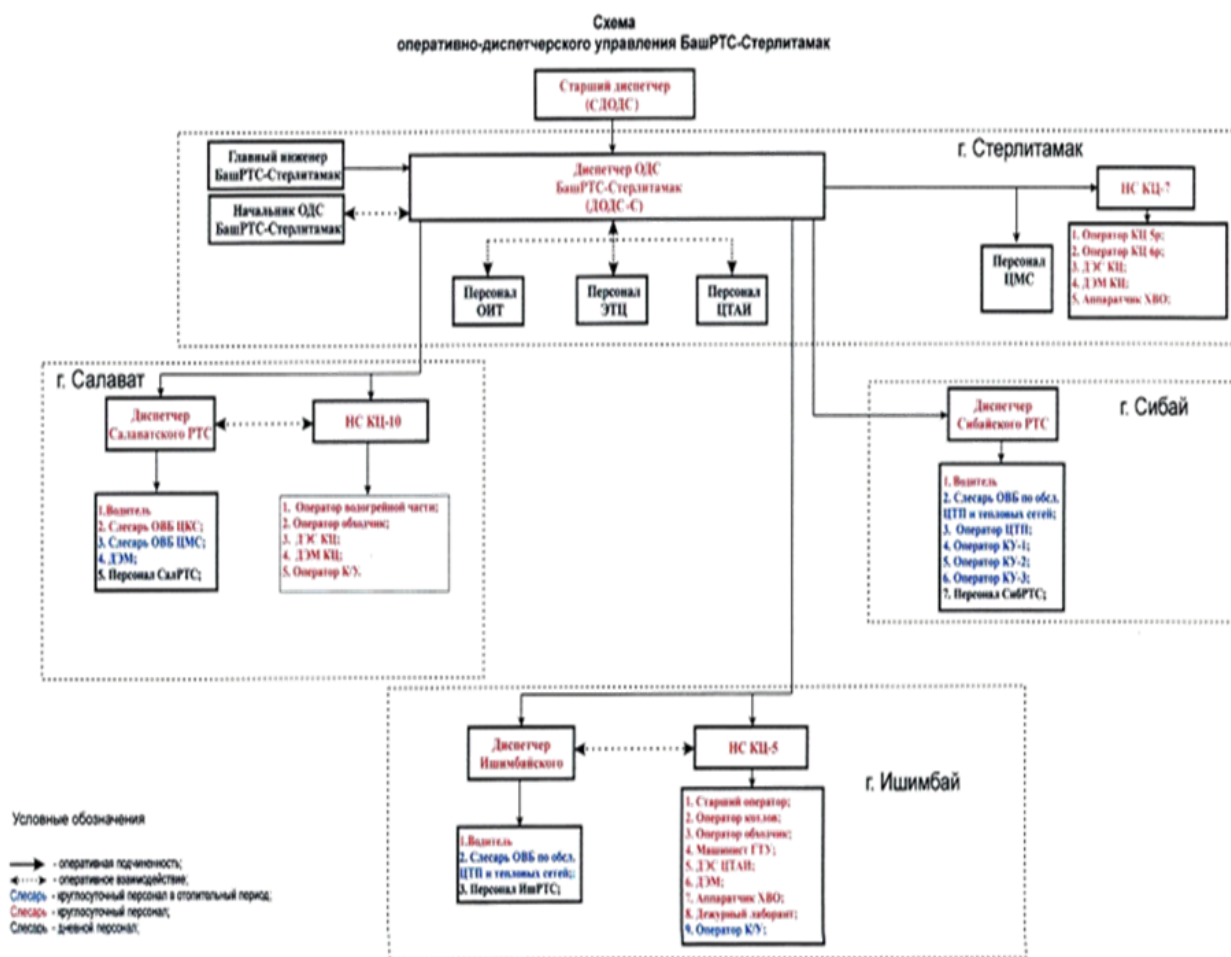 Схема
оперативно-диспетчерского управления БашРТС-Стерлитамак
Старший диспетчер
(СДОДС)
г. Стерлитамак
Главный инженер
БашРТС-Стерлитамак
Начальник ОДС
БашРТС-Стерлитамак
Диспетчер ОДС
БашРТС-Стерлитамак
(ДОДС-С)
НС КЦ-7
1. Оператор КЦ 5р;
2. Оператор КЦ 6р;
3. ДЭС КЦ;
4. ДЭМ КЦ;
5. Аппаратчик ХВО;
Персонал
ЦМС
Персонал
ОИТ
Персонал
ЭТЦ
Персонал
ЦТАИ
г. Салават
Диспетчер
Салаватского РТС
НС КЦ-10
1.Водитель
2. Слесарь ОВБ ЦКС;
3. Слесарь ОВБ ЦМС;
4. ДЭМ;
5. Персонал СалРТС;
1. Оператор водогрейной части;
2. Оператор обходчик;
3. ДЭС КЦ;
4. ДЭМ КЦ;
5. Оператор К/У.
г. Сибай
Диспетчер
Сибайского РТС
1. Водитель
2. Слесарь ОВБ по обсл.
ЦТП и тепловых сетей;
3. Оператор ЦТП;
4. Оператор КУ-1;
5. Оператор КУ-2;
6. Оператор КУ-3;
7. Персонал СибРТС;
г. Ишимбай
Диспетчер
Ишимбайского
НС КЦ-5
1.Водитель
2. Слесарь ОВБ по обсл.
ЦТП и тепловых сетей;
3. Персонал ИшРТС;
1. Старший оператор;
2. Оператор котлов;
3. Оператор обходчик;
4. Машинист ГТУ;
5. ДЭС ЦТАИ;
6. ДЭМ;
7. Аппаратчик ХВО;
8. Дежурный лаборант;
9. Оператор К/У;
Условные обозначения
- оперативная подчиненность;
- оперативное взаимодействие;
Слесарь - круглосуточный персонал в отопительный период;
Слесарь - круглосуточный персонал;
Слесарь - дневной персонал;